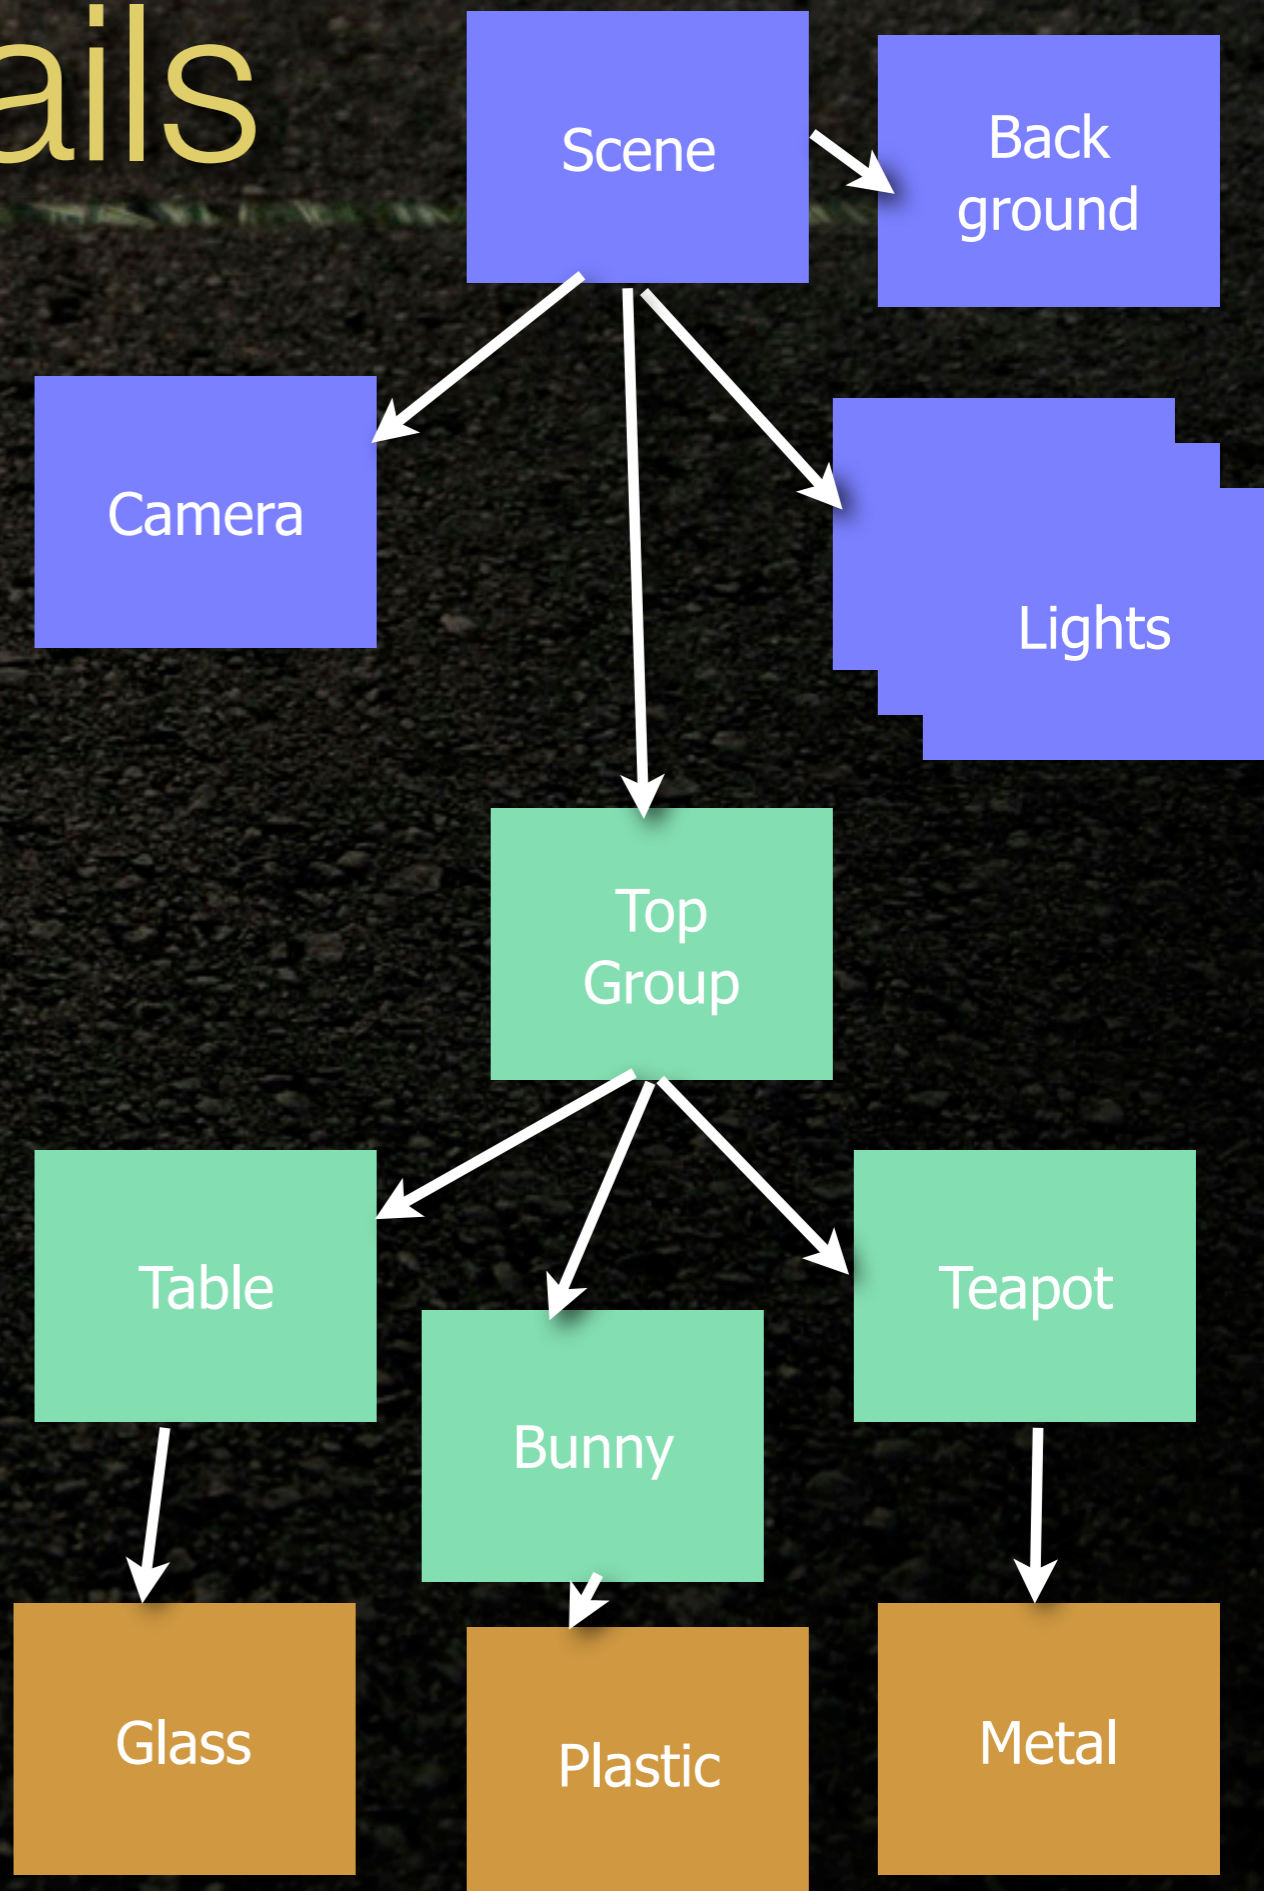 ails
Scene
Back
ground
Camera
Lights
Top
Group
Table
Teapot
Bunny
Glass
Plastic
Metal